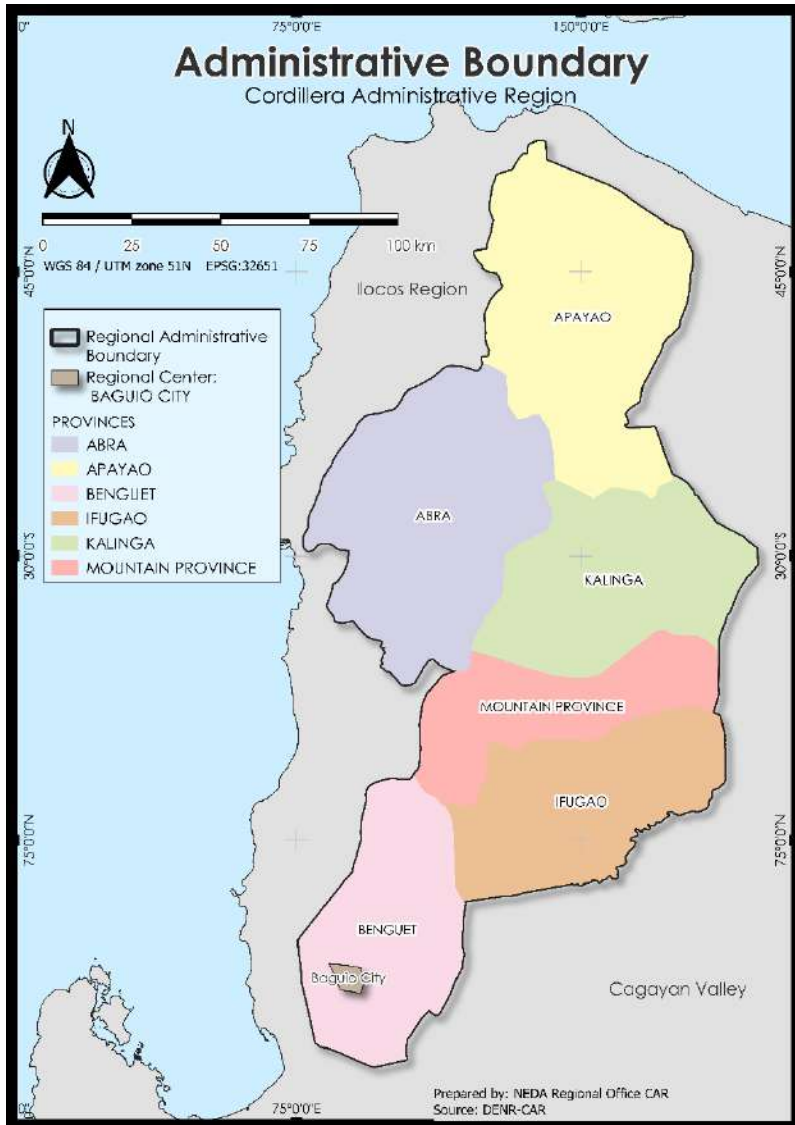 0°
75°0'0"E
150°0'0"E
Administrative Boundary
Cordillera Administrative Region
N
0 25 50 75 100 km
WGS 84 / UTM zone 51N EPSG:32651
45°0'0"N
45°0'0"N
Ilocos Region
APAYAO
Regional Administrative
Boundary
Regional Center:
BAGUIO CITY
PROVINCES
ABRA
APAYAO
BENGUET
IFUGAO
KALINGA
MOUNTAIN PROVINCE
ABRA
30°0'0"S
30°0'0"S
KALINGA
MOUNTAIN PROVINCE
IFUGAO
75°0'0"N
75°0'0"N
BENGUET
Baguio City
Cagayan Valley
Prepared by: NEDA Regional Office CAR
Source: DENR-CAR
75°0'0"E